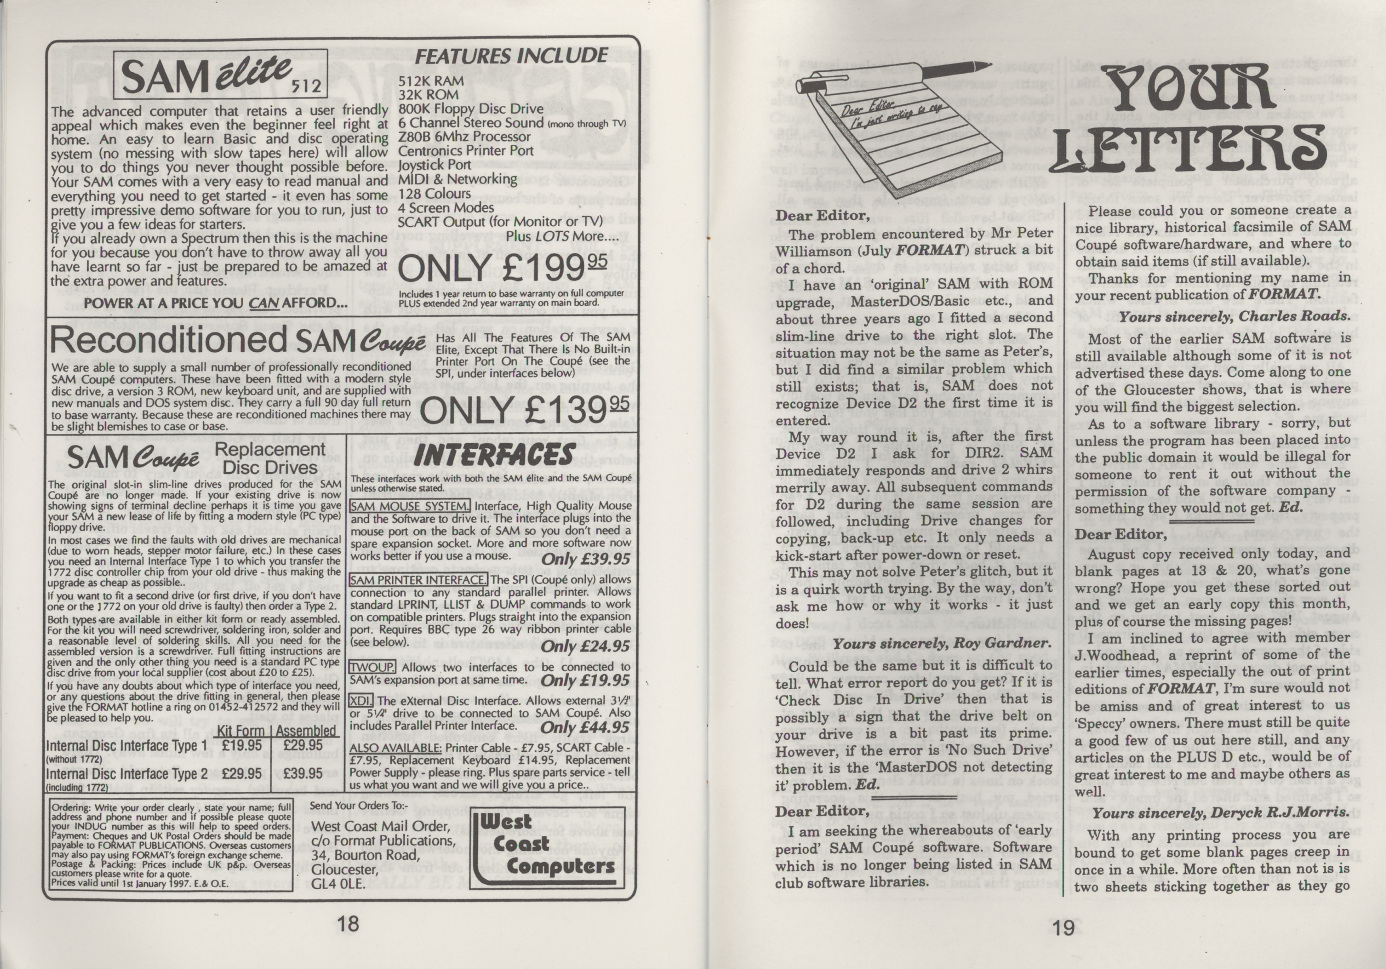 SAM élite 512
The advanced computer that retains a user friendly
appeal which makes even the beginner feel right at
home. An easy to learn Basic and disc operating
system (no messing with slow tapes here) will allow
you to do things you never thought possible before.
Your SAM comes with a very easy to read manual and
everything you need to get started - it even has some
pretty impressive demo software for you to run, just to
give you a few ideas for starters.
If you already own a Spectrum then this is the machine
for you because you don't have to throw away all you
have learnt so far - just be prepared to be amazed at
the extra power and features.
POWER AT A PRICE YOU CAN AFFORD...
FEATURES INCLUDE
512K RAM
32K ROM
800K Floppy Disc Drive
6 Channel Stereo Sound (mono through TV)
Z80B 6Mhz Processor
Centronics Printer Port
Joystick Port
MIDI & Networking
128 Colours
4 Screen Modes
SCART Output (for Monitor or TV)
Plus LOTS More....
ONLY £199 95
Includes 1 year return to base warranty on full computer
PLUS extended 2nd year warranty on main board.
Reconditioned SAM Coupé
We are able to supply a small number of professionally reconditioned
SAM Coupé computers. These have been fitted with a modern style
disc drive, a version 3 ROM, new keyboard unit, and are supplied with
new manuals and DOS system disc. They carry a full 90 day full return
to base warranty. Because these are reconditioned machines there may
be slight blemishes to case or base.
Has All The Features Of The SAM
Elite, Except That There Is No Built-in
Printer Port On The Coupé (see the
SPI, under interfaces below)
ONLY £139 95
SAM Coupé Replacement
Disc Drives
The original slot-in slim-line drives produced for the SAM
Coupé are no longer made. If your existing drive is now
showing signs of terminal decline perhaps it is time you gave
your SAM a new lease of life by fitting a modern style (PC type)
floppy drive.
In most cases we find the faults with old drives are mechanical
(due to worn heads, stepper motor failure, etc.) In these cases
you need an Internal Interface Type 1 to which you transfer the
1772 disc controller chip from your old drive - thus making the
upgrade as cheap as possible..
If you want to fit a second drive (or first drive, if you don't have
one or the 1772 on your old drive is faulty) then order a Type 2.
Both types are available in either kit form or ready assembled.
For the kit you will need screwdriver, soldering iron, solder and
a reasonable level of soldering skills. All you need for the
assembled version is a screwdriver. Full fitting instructions are
given and the only other thing you need is a standard PC type
disc drive from your local supplier (cost about £20 to £25).
If you have any doubts about which type of interface you need,
or any questions about the drive fitting in general, then please
give the FORMAT hotline a ring on 01452-412572 and they will
be pleased to help you.
Kit Form Assembled
Internal Disc Interface Type 1 £19.95 £29.95
(without 1772)
Internal Disc Interface Type 2 £29.95 £39.95
(including 1772)
INTERFACES
These interfaces work with both the SAM élite and the SAM Coupé
unless otherwise stated.
SAM MOUSE SYSTEM. Interface, High Quality Mouse
and the Software to drive it. The interface plugs into the
mouse port on the back of SAM so you don't need a
spare expansion socket. More and more software now
works better if you use a mouse. Only £39.95
SAM PRINTER INTERFACE. The SPI (Coupé only) allows
connection to any standard parallel printer. Allows
standard LPRINT, LLIST & DUMP commands to work
on compatible printers. Plugs straight into the expansion
port. Requires BBC type 26 way ribbon printer cable
(see below). Only £24.95
TWOUP. Allows two interfaces to be connected to
SAM's expansion port at same time. Only £19.95
XDI. The eXternal Disc Interface. Allows external 3½"
or 5¼" drive to be connected to SAM Coupé. Also
includes Parallel Printer Interface. Only £44.95
ALSO AVAILABLE: Printer Cable - £7.95, SCART Cable -
£7.95, Replacement Keyboard £14.95, Replacement
Power Supply - please ring. Plus spare parts service - tell
us what you want and we will give you a price..
Ordering: Write your order clearly , state your name; full
address and phone number and if possible please quote
your INDUG number as this will help to speed orders.
Payment: Cheques and UK Postal Orders should be made
payable to FORMAT PUBLICATIONS. Overseas customers
may also pay using FORMAT's foreign exchange scheme.
Postage & Packing: Prices include UK p&p. Overseas
customers please write for a quote.
Prices valid until 1st January 1997. E.& O.E.
Send Your Orders To:-
West Coast Mail Order,
c/o Format Publications,
34, Bourton Road,
Gloucester,
GL4 0LE.
West
Coast
Computers
18
Dear Editor
I'm just writing to say
YOUR
LETTERS
Dear Editor,
The problem encountered by Mr Peter
Williamson (July FORMAT) struck a bit
of a chord.
I have an 'original' SAM with ROM
upgrade, MasterDOS/Basic etc., and
about three years ago I fitted a second
slim-line drive to the right slot. The
situation may not be the same as Peter's,
but I did find a similar problem which
still exists; that is, SAM does not
recognize Device D2 the first time it is
entered.
My way round it is, after the first
Device D2 I ask for DIR2. SAM
immediately responds and drive 2 whirs
merrily away. All subsequent commands
for D2 during the same session are
followed, including Drive changes for
copying, back-up etc. It only needs a
kick-start after power-down or reset.
This may not solve Peter's glitch, but it
is a quirk worth trying. By the way, don't
ask me how or why it works - it just
does!
Yours sincerely, Roy Gardner.
Could be the same but it is difficult to
tell. What error report do you get? If it is
'Check Disc In Drive' then that is
possibly a sign that the drive belt on
your drive is a bit past its prime.
However, if the error is 'No Such Drive'
then it is the 'MasterDOS not detecting
it' problem. Ed.
Dear Editor,
I am seeking the whereabouts of 'early
period' SAM Coupé software. Software
which is no longer being listed in SAM
club software libraries.
Please could you or someone create a
nice library, historical facsimile of SAM
Coupé software/hardware, and where to
obtain said items (if still available).
Thanks for mentioning my name in
your recent publication of FORMAT.
Yours sincerely, Charles Roads.
Most of the earlier SAM software is
still available although some of it is not
advertised these days. Come along to one
of the Gloucester shows, that is where
you will find the biggest selection.
As to a software library - sorry, but
unless the program has been placed into
the public domain it would be illegal for
someone to rent it out without the
permission of the software company -
something they would not get. Ed.
Dear Editor,
August copy received only today, and
blank pages at 13 & 20, what's gone
wrong? Hope you get these sorted out
and we get an early copy this month,
plus of course the missing pages!
I am inclined to agree with member
J.Woodhead, a reprint of some of the
earlier times, especially the out of print
editions of FORMAT, I'm sure would not
be amiss and of great interest to us
'Speccy' owners. There must still be quite
a good few of us out here still, and any
articles on the PLUS D etc., would be of
great interest to me and maybe others as
well.
Yours sincerely, Deryck R.J.Morris.
With any printing process you are
bound to get some blank pages creep in
once in a while. More often than not is is
two sheets sticking together as they go
19